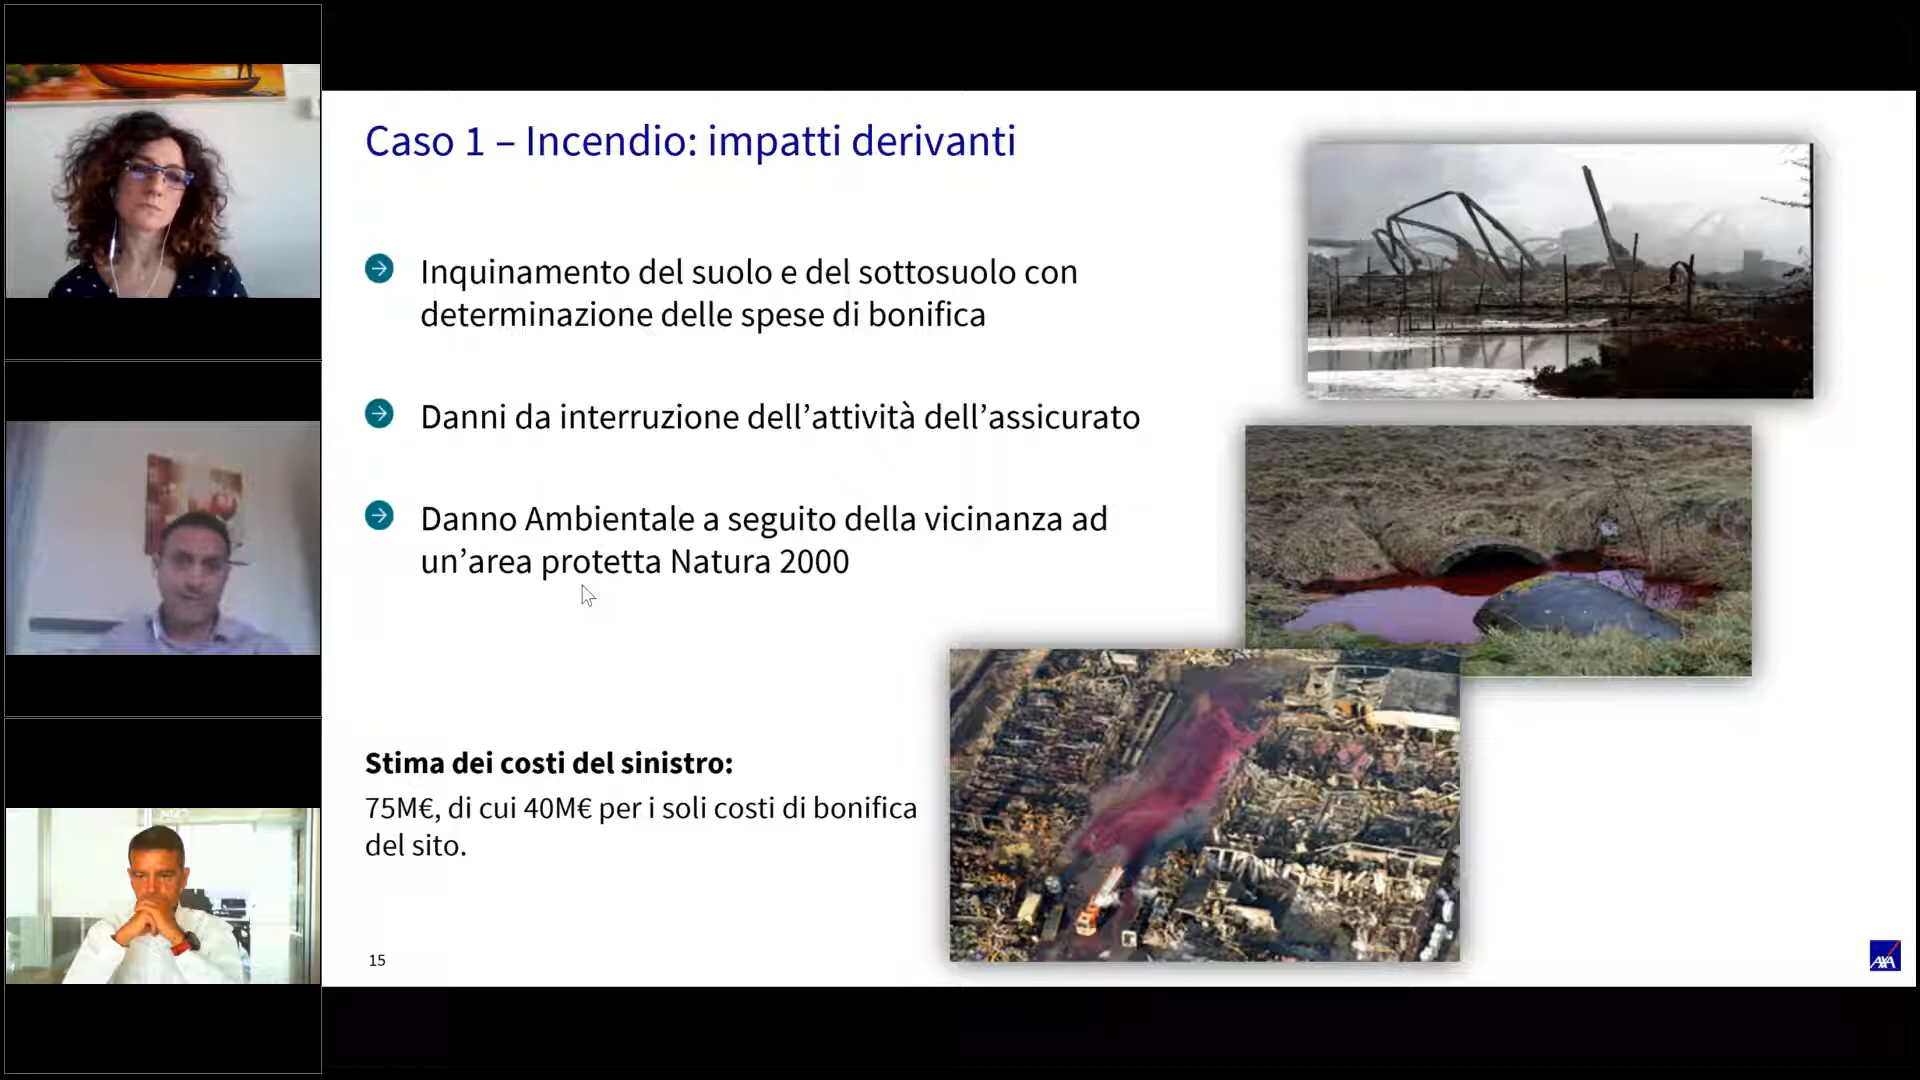 Caso 1 – Incendio: impatti derivanti
Inquinamento del suolo e del sottosuolo con
determinazione delle spese di bonifica
Danni da interruzione dell’attività dell’assicurato
Danno Ambientale a seguito della vicinanza ad
un’area protetta Natura 2000
Stima dei costi del sinistro:
75M€, di cui 40M€ per i soli costi di bonifica
del sito.
15
AXA